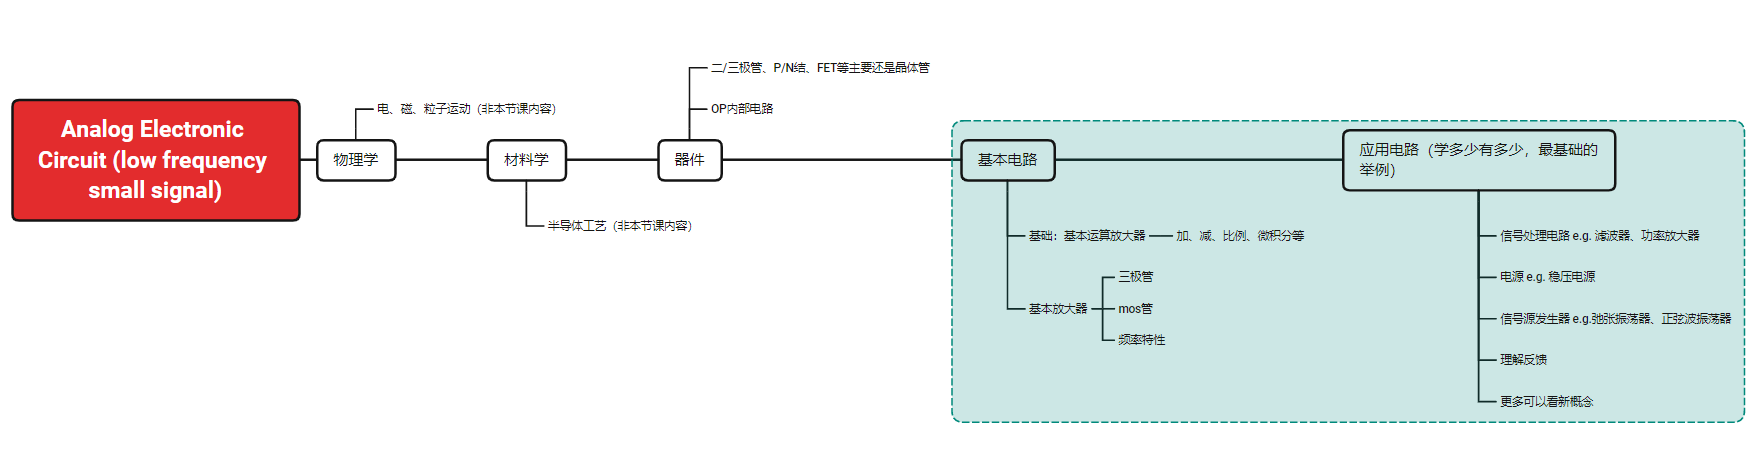 Analog Electronic
Circuit (low frequency
small signal)
物理学
电、磁、粒子运动（非本节课内容）
材料学
半导体工艺（非本节课内容）
器件
二/三极管、P/N结、FET等主要还是晶体管
OP内部电路
基本电路
基础：基本运算放大器
加、减、比例、微积分等
基本放大器
三极管
mos管
频率特性
应用电路（学多少有多少，最基础的
举例）
信号处理电路 e.g. 滤波器、功率放大器
电源 e.g. 稳压电源
信号源发生器 e.g.弛张振荡器、正弦波振荡器
理解反馈
更多可以看新概念